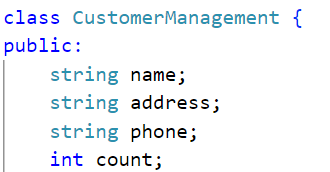 class CustomerManagement {
public:
    string name;
    string address;
    string phone;
    int count;